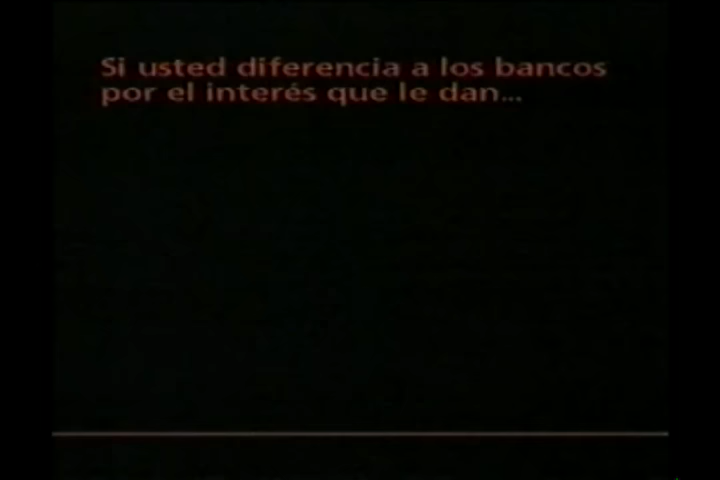 Si usted diferencia a los bancos
por el interés que le dan...